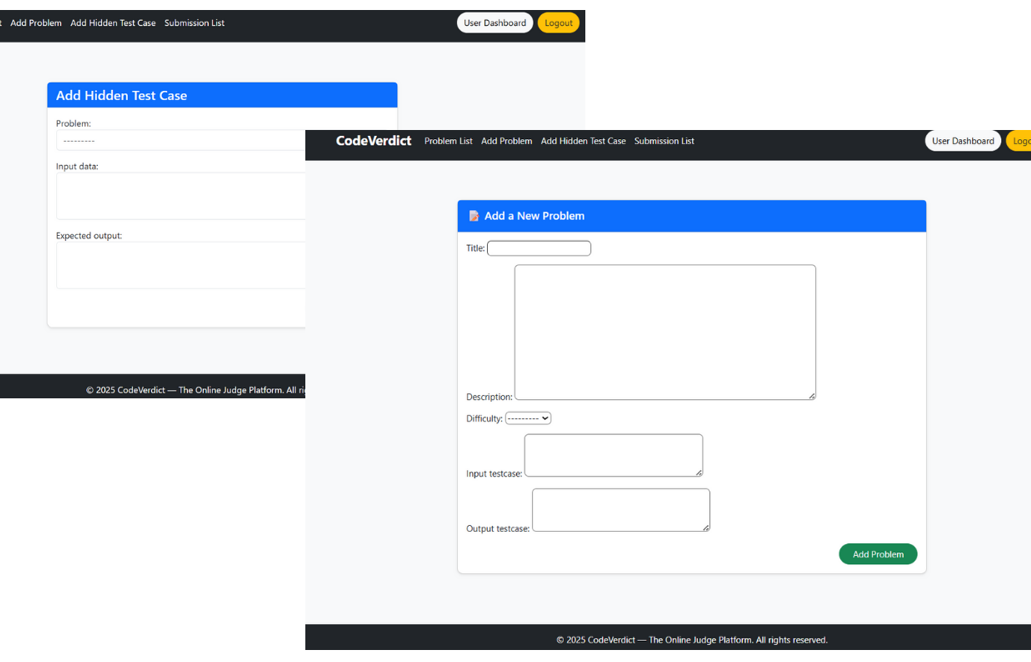 Add Problem Add Hidden Test Case Submission List
User Dashboard Logout
Add Hidden Test Case
Problem:
---------
Input data:
Expected output:
© 2025 CodeVerdict — The Online Judge Platform. All
CodeVerdict Problem List Add Problem Add Hidden Test Case Submission List
User Dashboard
Add a New Problem
Title:
Description:
Difficulty: ---------
Input testcase:
Output testcase:
Add Problem
© 2025 CodeVerdict — The Online Judge Platform. All rights reserved.